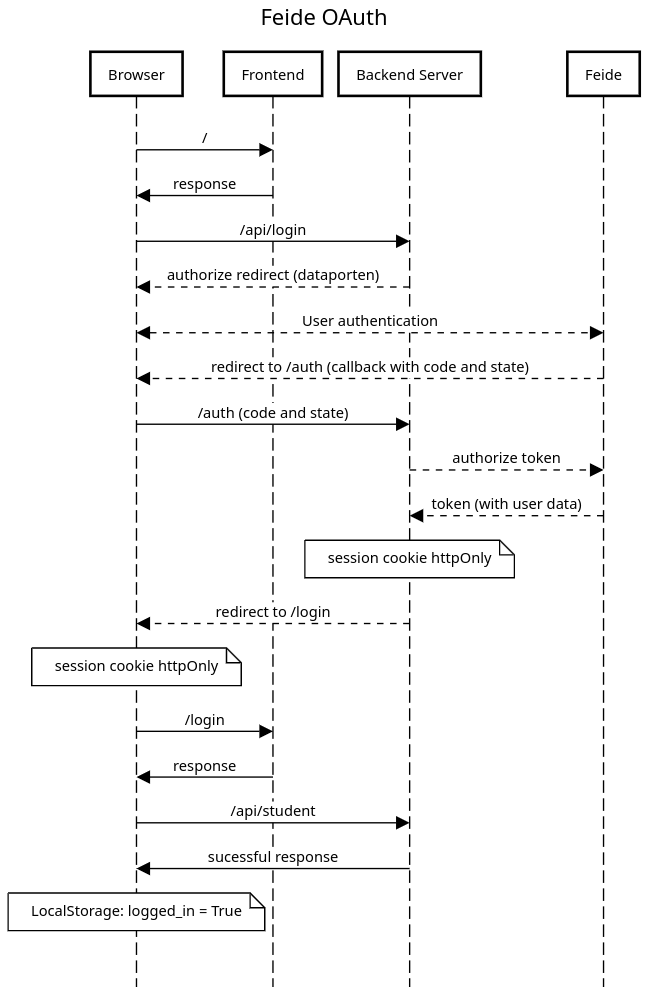 Feide OAuth
Browser
Frontend
Backend Server
Feide
/
response
/api/login
authorize redirect (dataporten)
User authentication
redirect to /auth (callback with code and state)
/auth (code and state)
authorize token
token (with user data)
session cookie httpOnly
redirect to /login
session cookie httpOnly
/login
response
/api/student
sucessful response
LocalStorage: logged_in = True